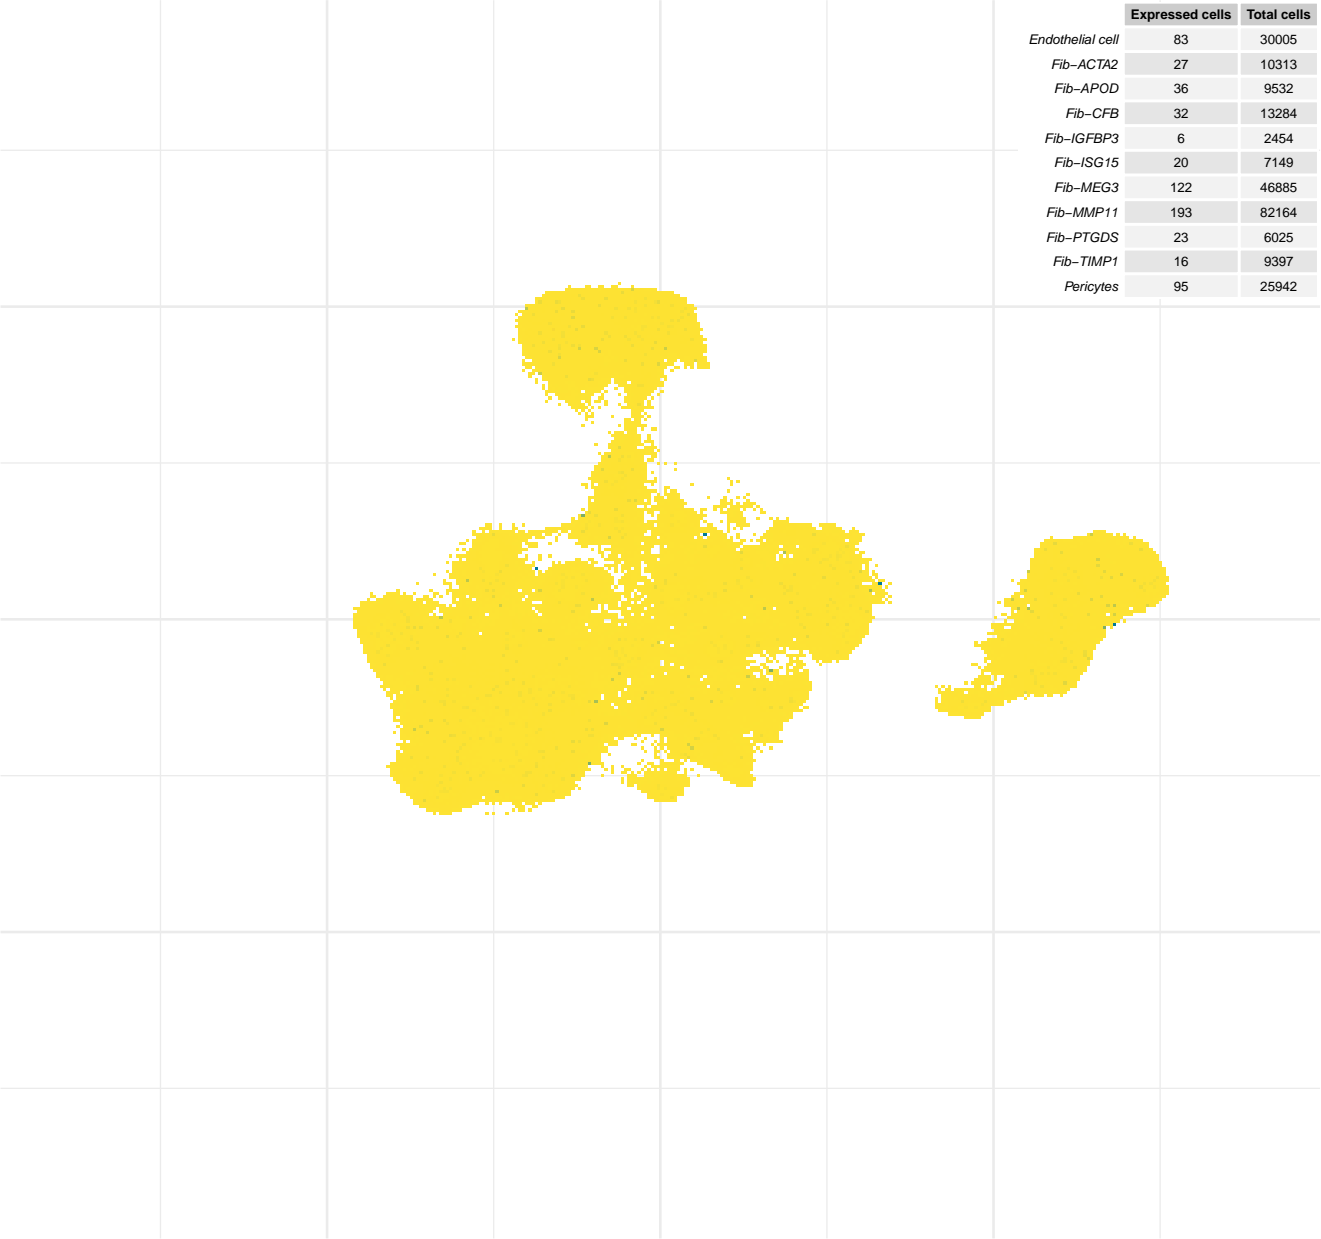 Expressed cells Total cells
Endothelial cell 83 30005
Fib−ACTA2 27 10313
Fib−APOD 36 9532
Fib−CFB 32 13284
Fib−IGFBP3 6 2454
Fib−ISG15 20 7149
Fib−MEG3 122 46885
Fib−MMP11 193 82164
Fib−PTGDS 23 6025
Fib−TIMP1 16 9397
Pericytes 95 25942